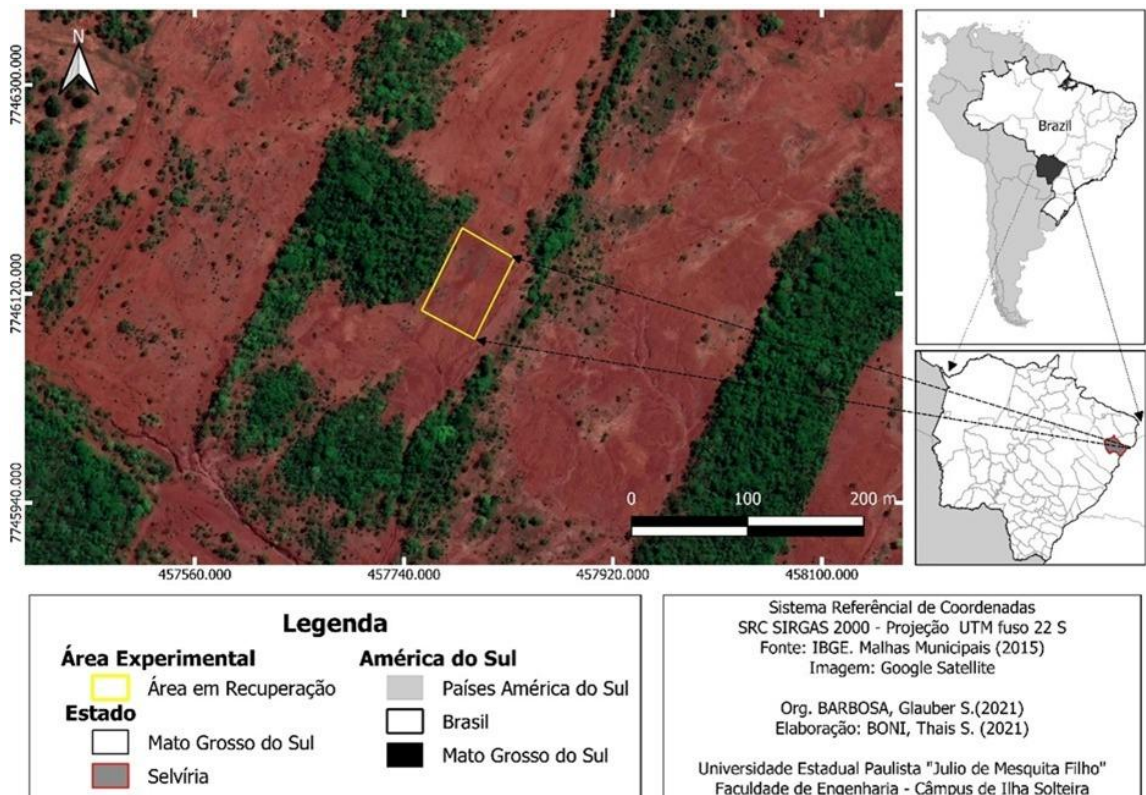 N
7746300.000
7746120.000
7745940.000
0 100 200 m
457560.000 457740.000 457920.000 458100.000
Brazil
Legenda
Área Experimental
Área em Recuperação
Estado
Mato Grosso do Sul
Selvíria
América do Sul
Países América do Sul
Brasil
Mato Grosso do Sul
Sistema Referêncial de Coordenadas
SRC SIRGAS 2000 - Projeção UTM fuso 22 S
Fonte: IBGE. Malhas Municipais (2015)
Imagem: Google Satellite
Org. BARBOSA, Glauber S.(2021)
Elaboração: BONI, Thais S. (2021)
Universidade Estadual Paulista "Julio de Mesquita Filho"
Faculdade de Engenharia - Câmpus de Ilha Solteira